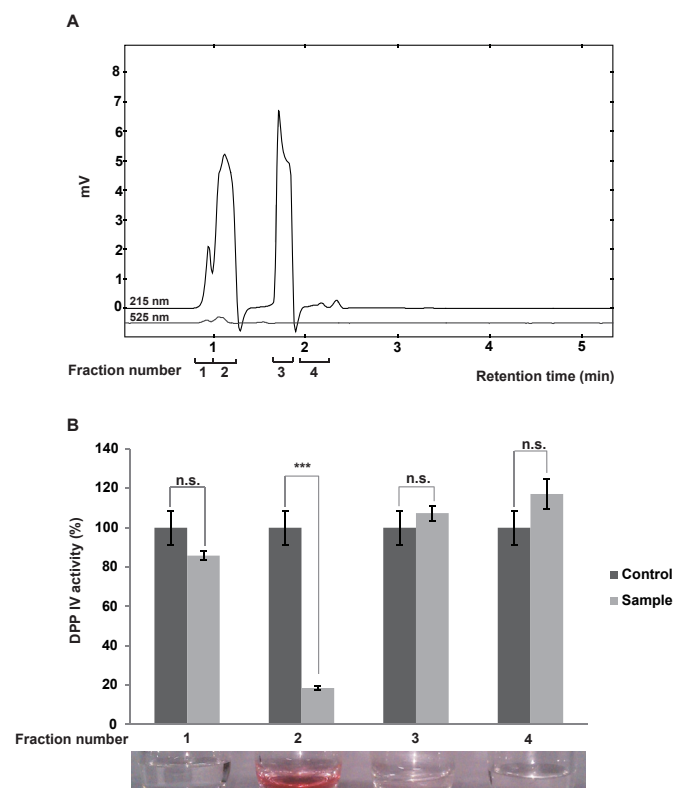 A
8
7
6
5
4
3
2
1
0
mV
215 nm
525 nm
1 2 3 4 5
Fraction number 1 2 3 4
Retention time (min)
B
140
120
100
80
60
40
20
0
DPP IV activity (%)
n.s.
***
n.s.
n.s.
Control
Sample
Fraction number 1 2 3 4